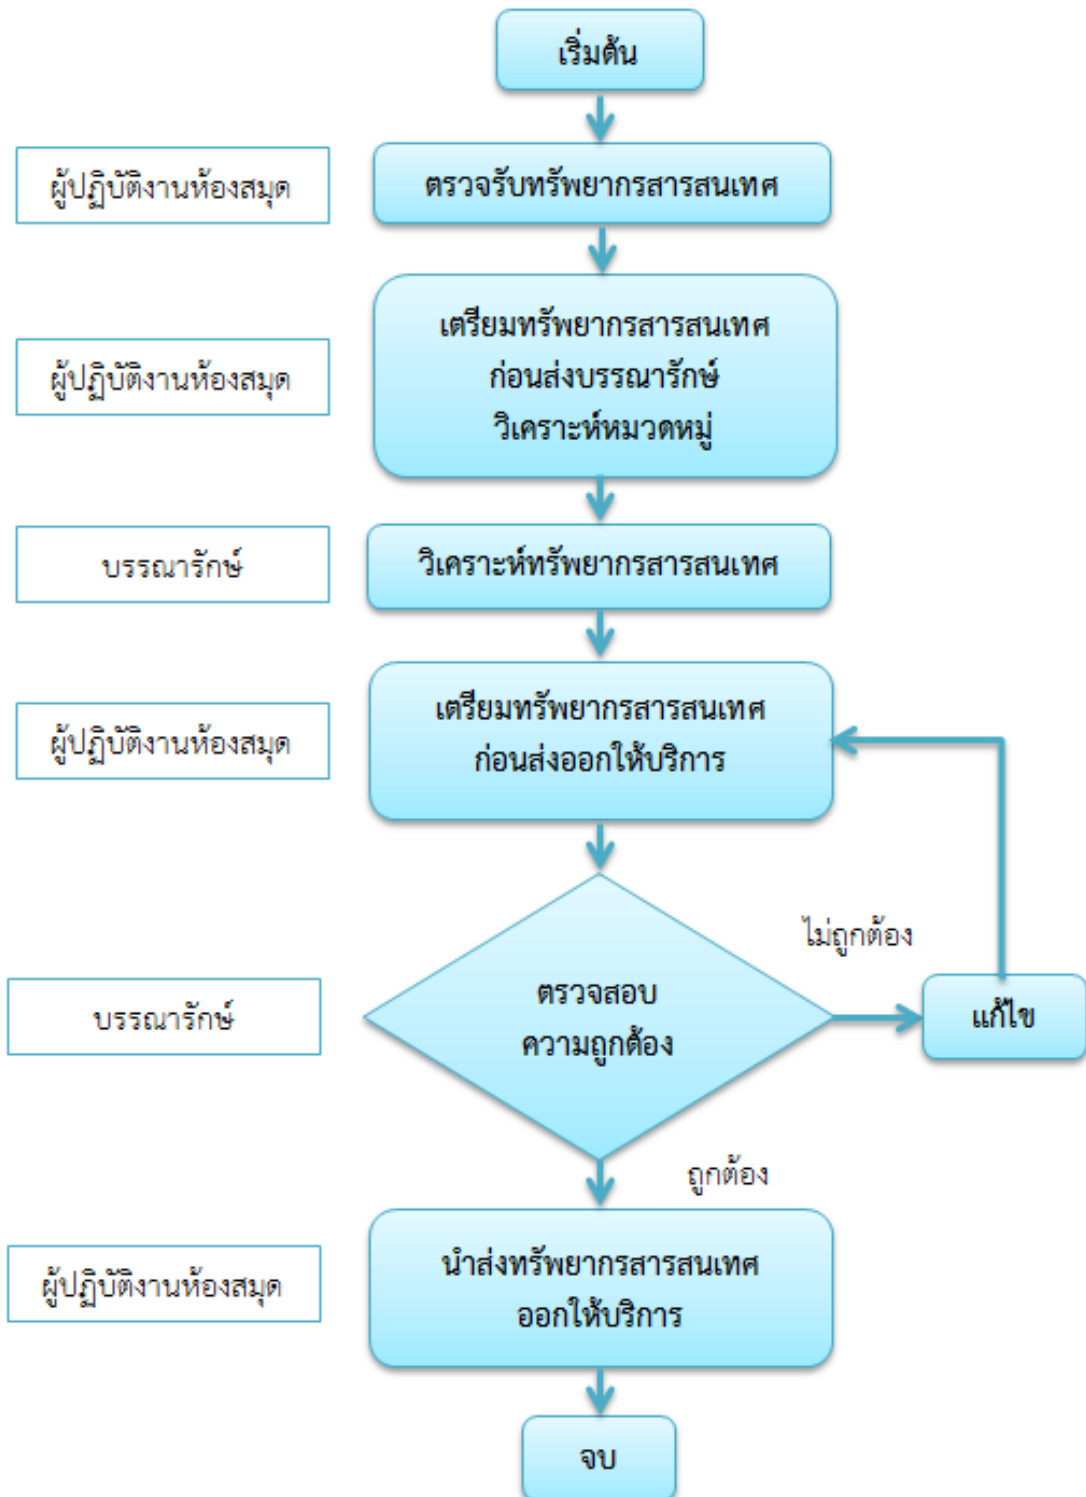 เริ่มต้น
ผู้ปฏิบัติงานห้องสมุด
ตรวจรับทรัพยากรสารสนเทศ
ผู้ปฏิบัติงานห้องสมุด
เตรียมทรัพยากรสารสนเทศ
ก่อนส่งบรรณารักษ์
วิเคราะห์หมวดหมู่
บรรณารักษ์
วิเคราะห์ทรัพยากรสารสนเทศ
ผู้ปฏิบัติงานห้องสมุด
เตรียมทรัพยากรสารสนเทศ
ก่อนส่งออกให้บริการ
ไม่ถูกต้อง
บรรณารักษ์
ตรวจสอบ
ความถูกต้อง
แก้ไข
ถูกต้อง
ผู้ปฏิบัติงานห้องสมุด
นำส่งทรัพยากรสารสนเทศ
ออกให้บริการ
จบ